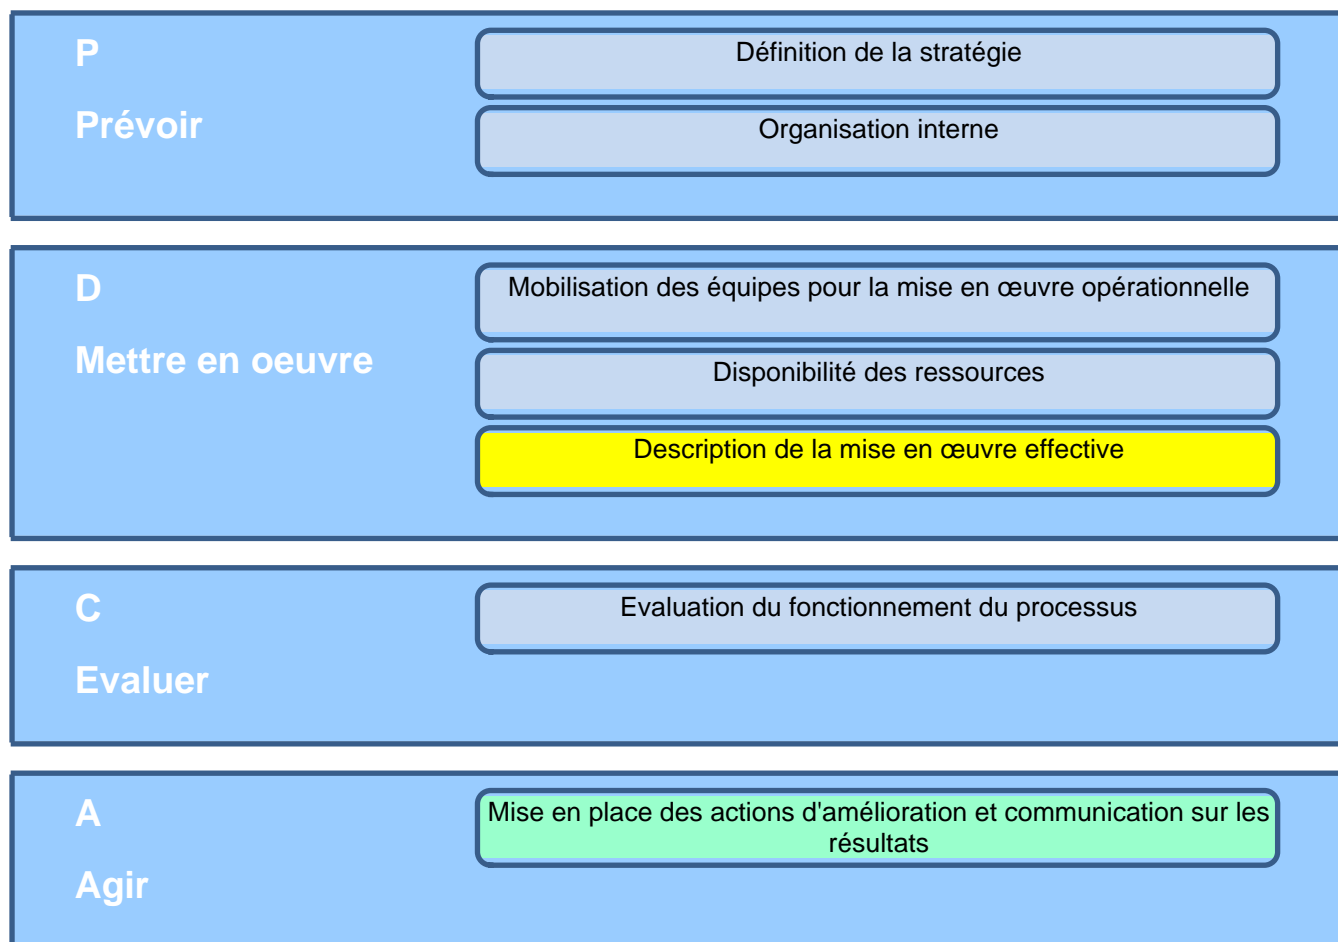 P
Prévoir
Définition de la stratégie
Organisation interne
D
Mettre en oeuvre
Mobilisation des équipes pour la mise en œuvre opérationnelle
Disponibilité des ressources
Description de la mise en œuvre effective
C
Evaluer
Evaluation du fonctionnement du processus
A
Agir
Mise en place des actions d'amélioration et communication sur les
résultats